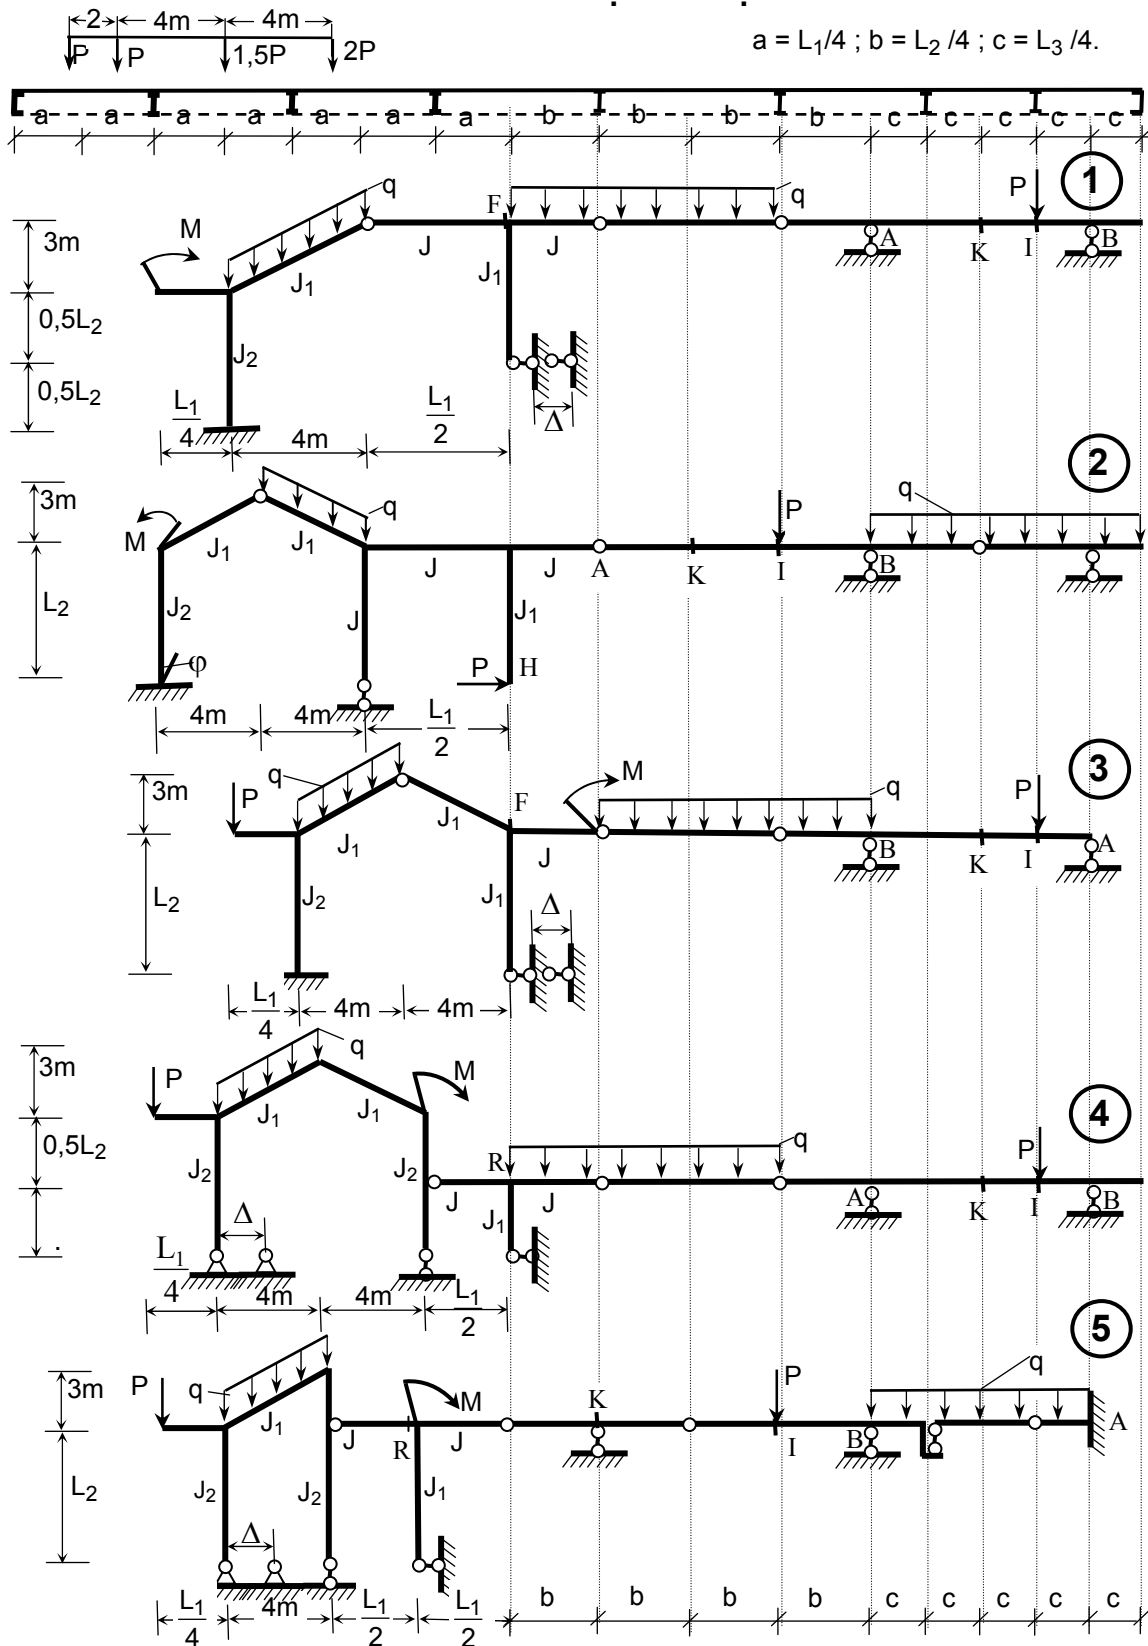 2 4m 4m
P P 1,5P 2P
a = L1/4 ; b = L2 /4 ; c = L3 /4.
a a a a a a a b b b b c c c c c
1
q F q P
M
3m J J A K I B
J1 J1
0,5L2
J2
0,5L2
L1/4 4m L1/2 Δ
2
3m q P q
M J1 J1
J J A K I B
L2 J2 J J1
φ P H
4m 4m L1/2
3
3m P q F M q P
J1 J1 J B K I A
L2 J2 J1 Δ
L1/4 4m 4m L1/2
4
3m P q M
J1 J1
0,5L2 J2 J2 R q P
J J A K I B
Δ J1
.
L1/4 4m 4m L1/2
5
3m P q M K P q
J1 J R J I B A
L2 J2 J2 J1
Δ
L1/4 4m L1/2 L1/2 b b b b c c c c c